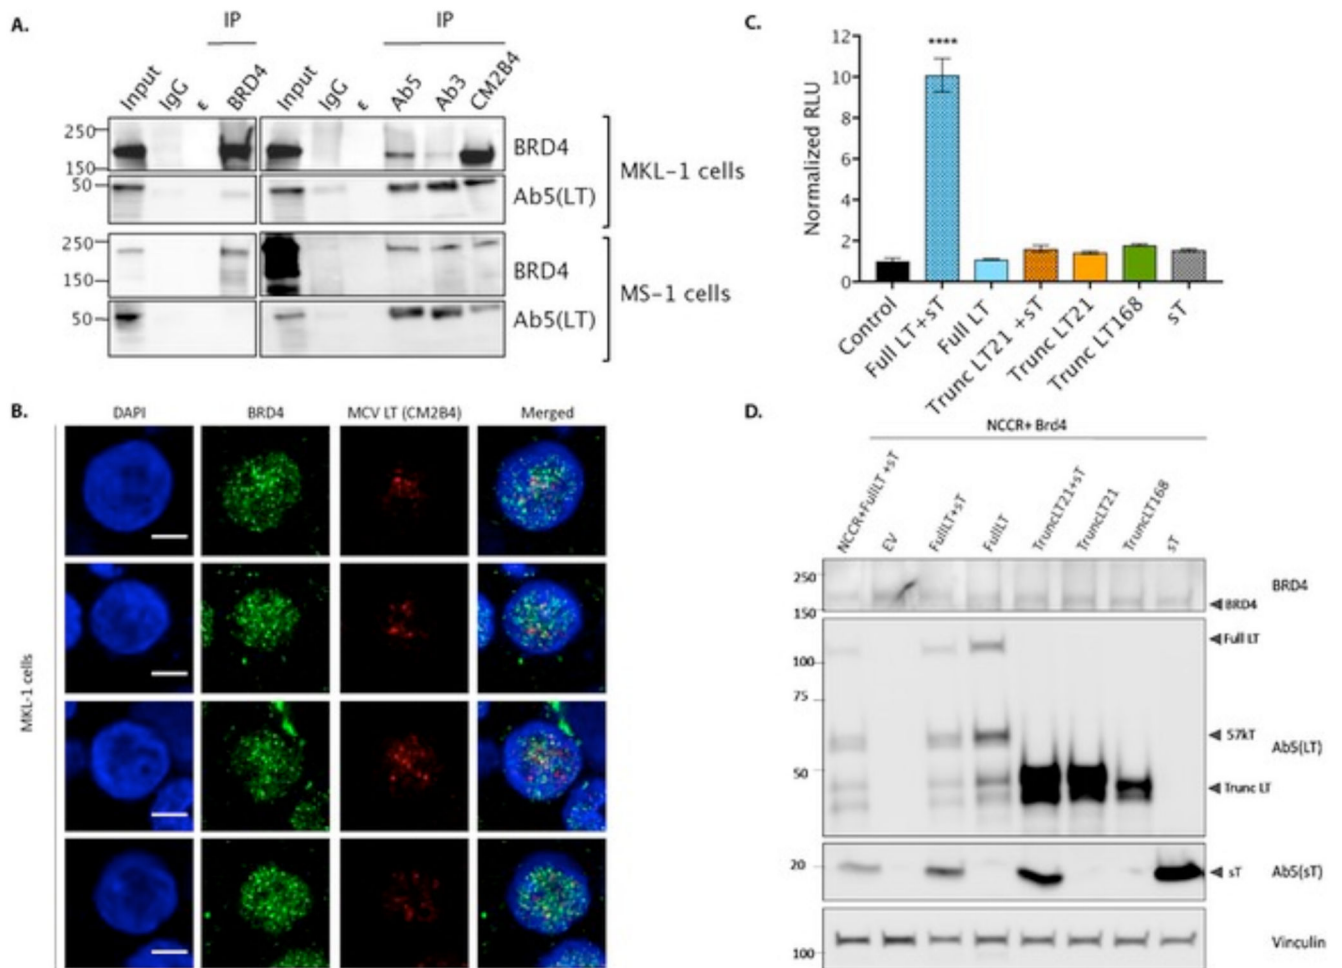 A.
IP
IP
Input
IgG
ε
BRD4
Input
IgG
ε
Ab5
Ab3
CM2B4
250
150
BRD4
50
Ab5(LT)
MKL-1 cells
250
150
BRD4
50
Ab5(LT)
MS-1 cells
C.
Normalized RLU
12
10
8
6
4
2
0
****
Control
Full LT+sT
Full LT
Trunc LT21 +sT
Trunc LT21
Trunc LT168
sT
B.
DAPI
BRD4
MCV LT (CM2B4)
Merged
MKL-1 cells
D.
NCCR+ Brd4
NCCR+FullLT+sT
EV
FullLT+sT
FullLT
TruncLT21+sT
TruncLT21
TruncLT168
sT
250
150
BRD4
BRD4
Full LT
100
75
57kT
Ab5(LT)
50
Trunc LT
20
sT
Ab5(sT)
100
Vinculin